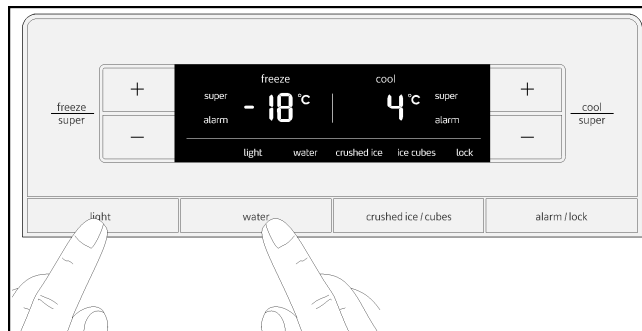 freeze cool
super super
-18 °C 4 °C
alarm alarm
light water crushed ice ice cubes lock
+ +
freeze cool
super super
- -
light water crushed ice / cubes alarm / lock